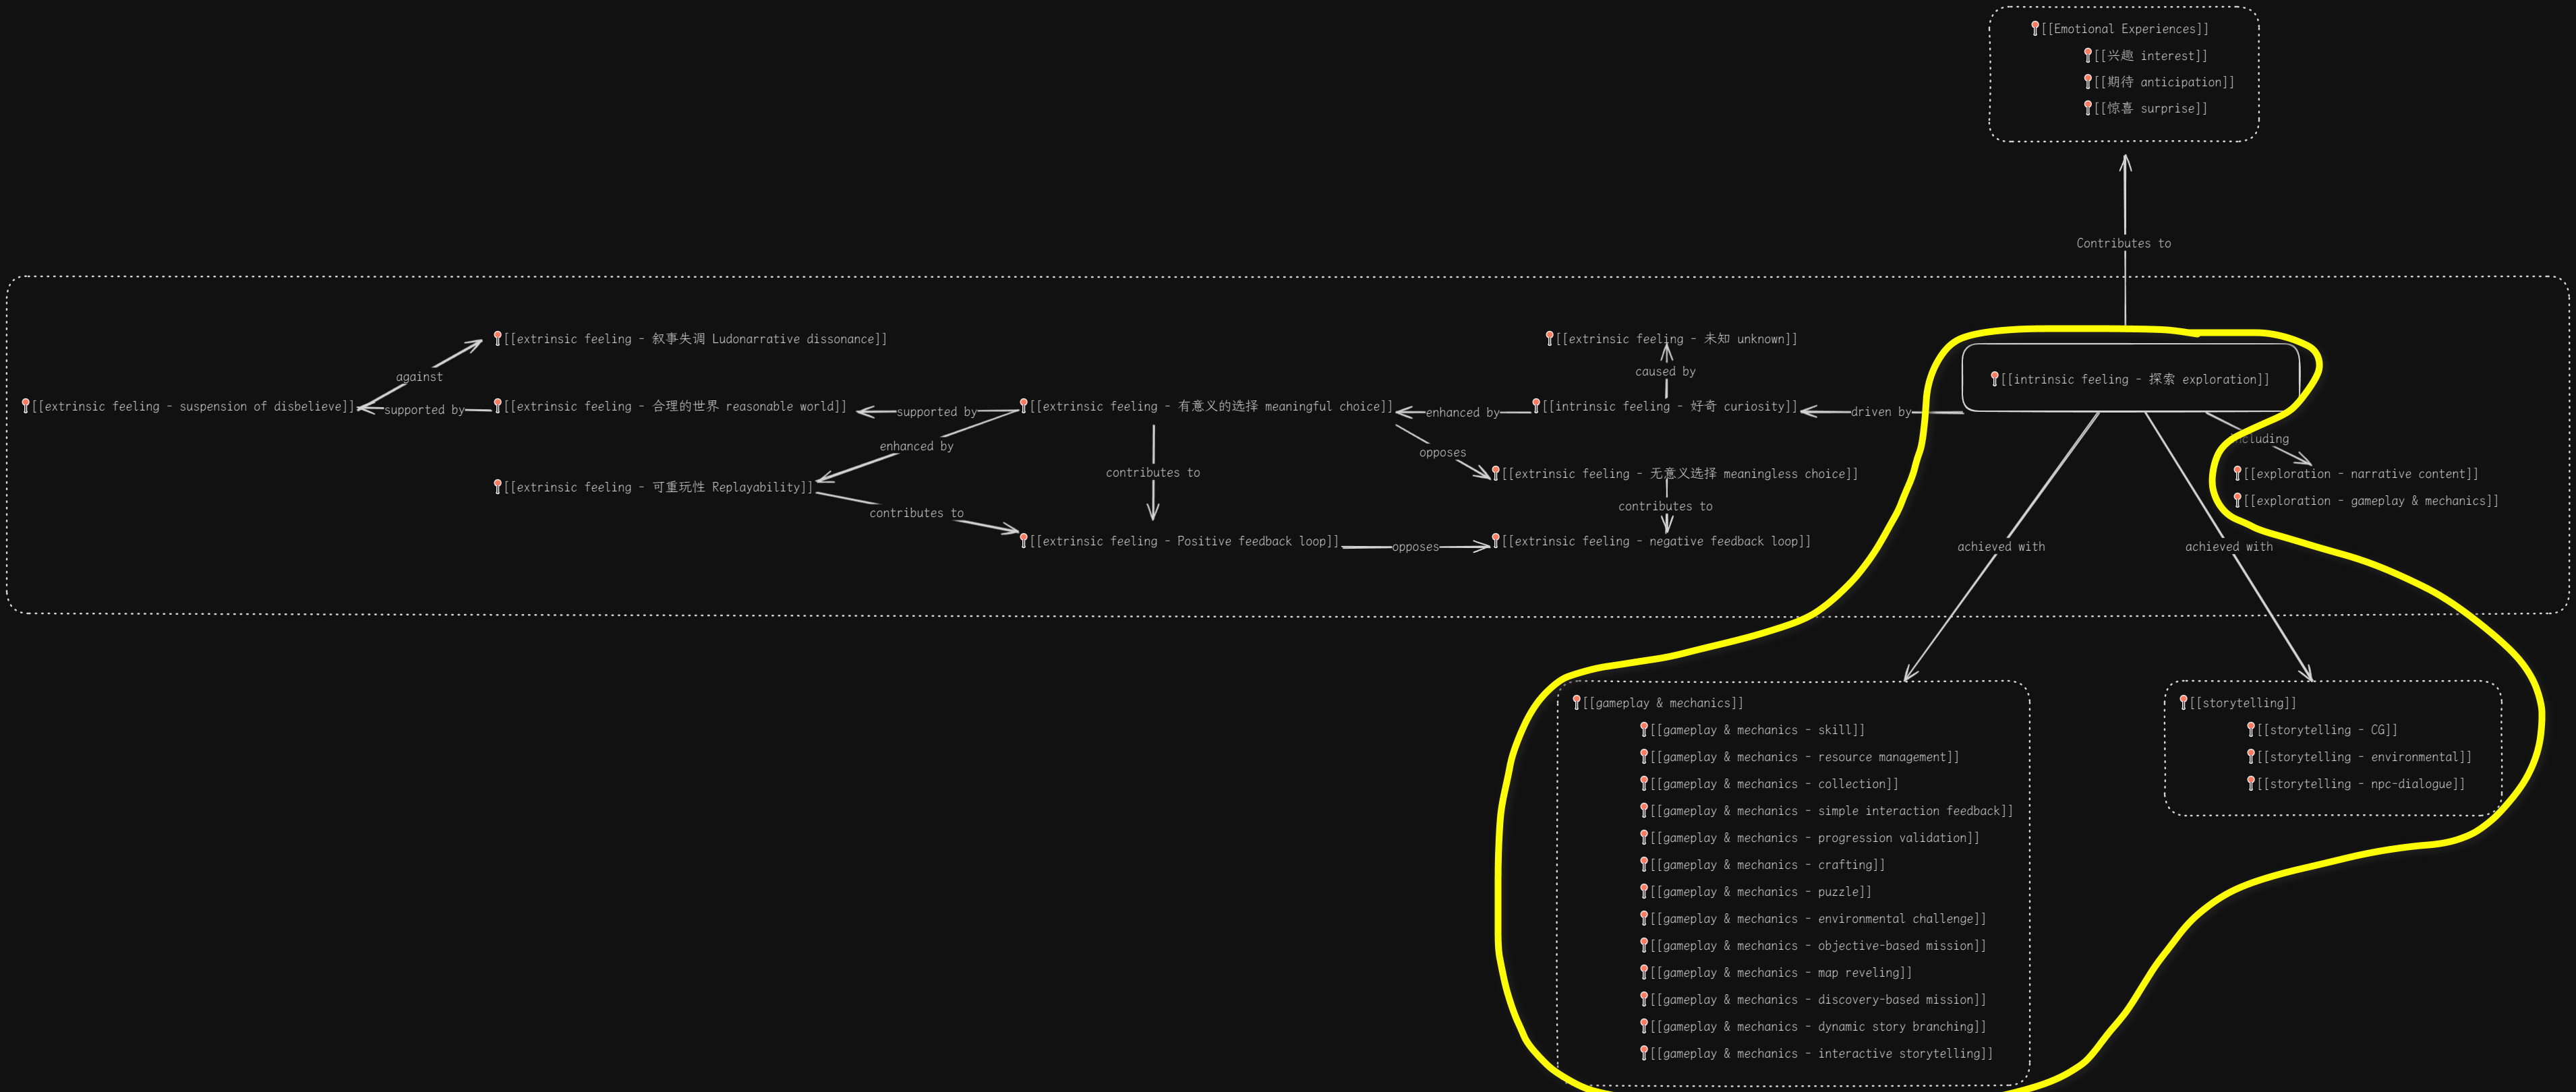 [[Emotional Experiences]]
[[兴趣 interest]]
[[期待 anticipation]]
[[惊喜 surprise]]
Contributes to
[[extrinsic feeling - 叙事失调 Ludonarrative dissonance]]
[[extrinsic feeling - 未知 unknown]]
against
caused by
[[intrinsic feeling - 探索 exploration]]
[[extrinsic feeling - suspension of disbelieve]]
supported by
[[extrinsic feeling - 合理的世界 reasonable world]]
supported by
[[extrinsic feeling - 有意义的选择 meaningful choice]]
enhanced by
[[intrinsic feeling - 好奇 curiosity]]
driven by
including
enhanced by
opposes
contributes to
[[extrinsic feeling - 无意义选择 meaningless choice]]
[[exploration - narrative content]]
[[extrinsic feeling - 可重玩性 Replayability]]
[[exploration - gameplay & mechanics]]
contributes to
contributes to
[[extrinsic feeling - Positive feedback loop]]
opposes
[[extrinsic feeling - negative feedback loop]]
achieved with
achieved with
[[gameplay & mechanics]]
[[gameplay & mechanics - skill]]
[[gameplay & mechanics - resource management]]
[[gameplay & mechanics - collection]]
[[gameplay & mechanics - simple interaction feedback]]
[[gameplay & mechanics - progression validation]]
[[gameplay & mechanics - crafting]]
[[gameplay & mechanics - puzzle]]
[[gameplay & mechanics - environmental challenge]]
[[gameplay & mechanics - objective-based mission]]
[[gameplay & mechanics - map reveling]]
[[gameplay & mechanics - discovery-based mission]]
[[gameplay & mechanics - dynamic story branching]]
[[gameplay & mechanics - interactive storytelling]]
[[storytelling]]
[[storytelling - CG]]
[[storytelling - environmental]]
[[storytelling - npc-dialogue]]